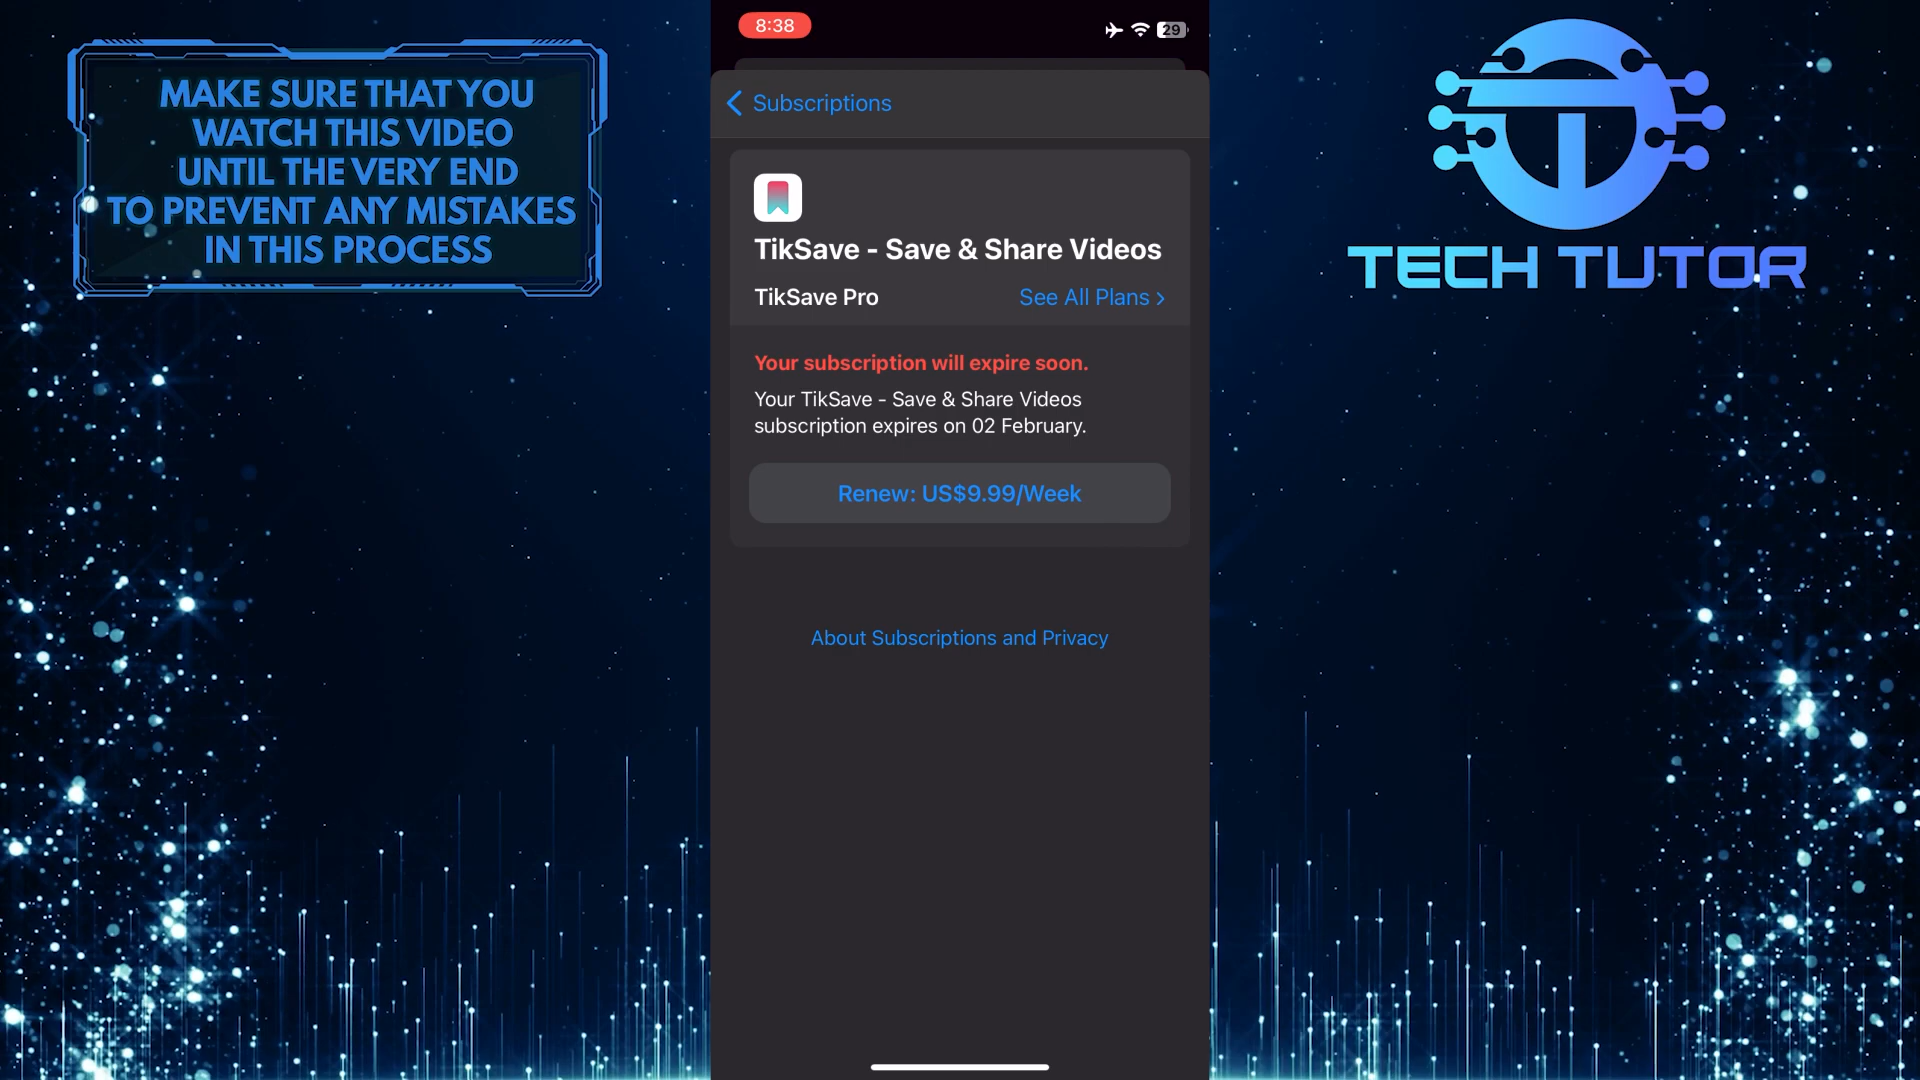 MAKE SURE THAT YOU
WATCH THIS VIDEO
UNTIL THE VERY END
TO PREVENT ANY MISTAKES
IN THIS PROCESS
8:38
29
Subscriptions
TikSave - Save & Share Videos
TikSave Pro
See All Plans
Your subscription will expire soon.
Your TikSave - Save & Share Videos
subscription expires on 02 February.
Renew: US$9.99/Week
About Subscriptions and Privacy
TECH TUTOR